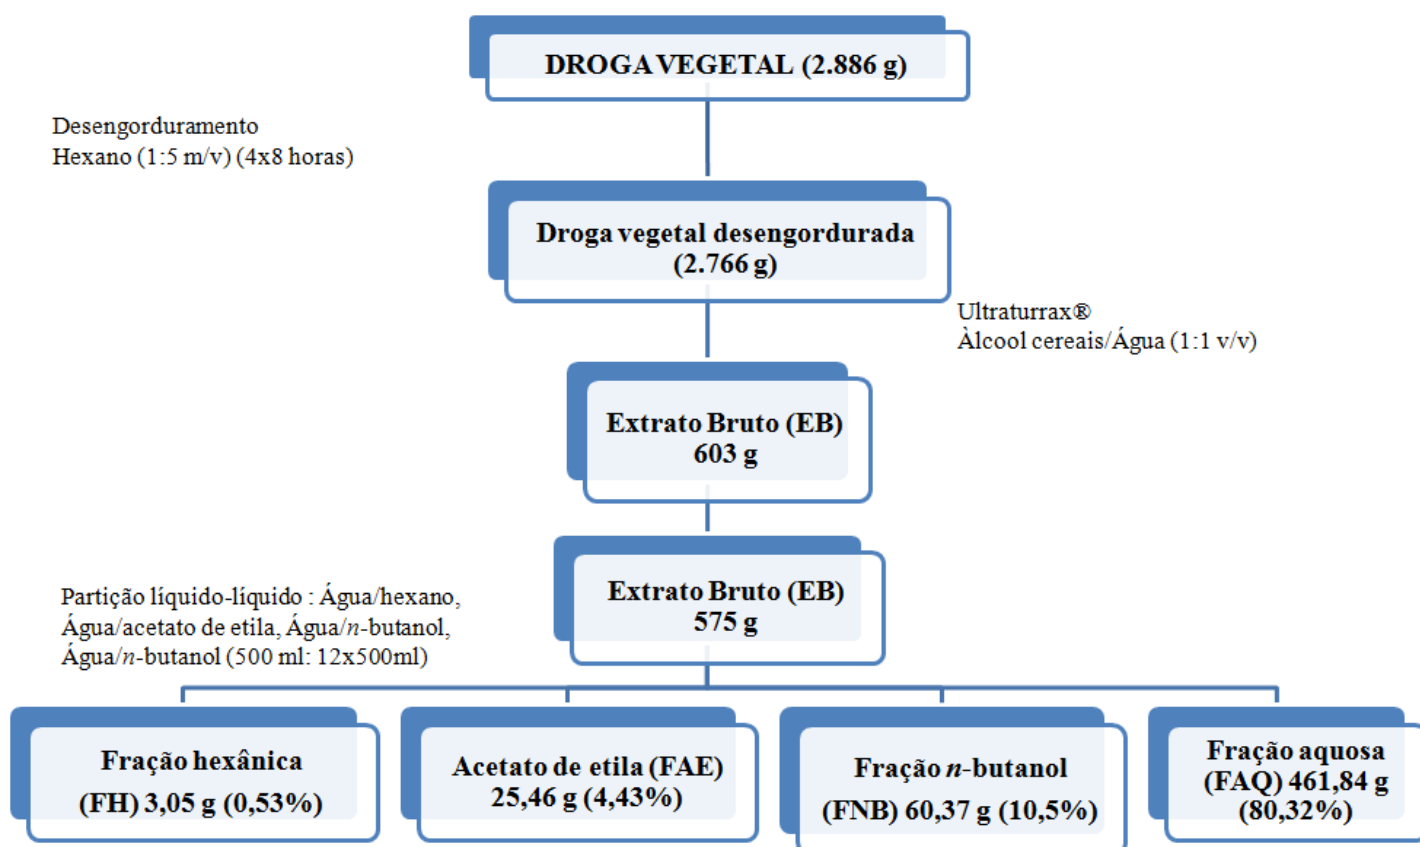 DROGA VEGETAL (2.886 g)
Desengorduramento
Hexano (1:5 m/v) (4x8 horas)
Droga vegetal desengordurada
(2.766 g)
Ultraturrax®
Àlcool cereais/Água (1:1 v/v)
Extrato Bruto (EB)
603 g
Extrato Bruto (EB)
575 g
Partição líquido-líquido : Água/hexano,
Água/acetato de etila, Água/n-butanol,
Água/n-butanol (500 ml: 12x500ml)
Fração hexânica
(FH) 3,05 g (0,53%)
Acetato de etila (FAE)
25,46 g (4,43%)
Fração n-butanol
(FNB) 60,37 g (10,5%)
Fração aquosa
(FAQ) 461,84 g
(80,32%)